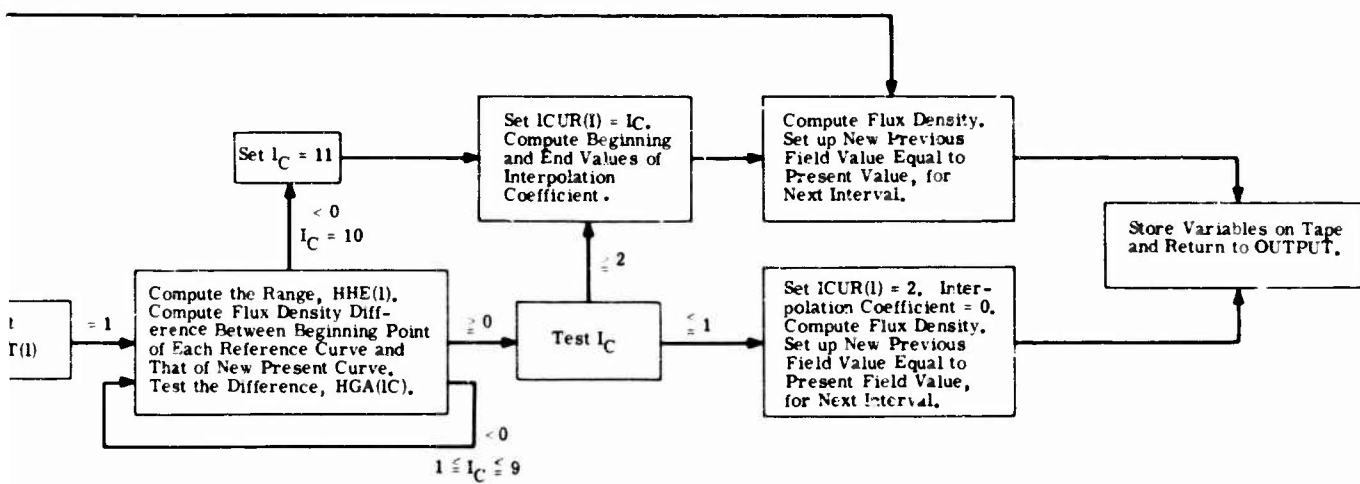 Set I_C = 11
Set ICUR(I) = I_C.
Compute Beginning
and End Values of
Interpolation
Coefficient.
Compute Flux Density.
Set up New Previous
Field Value Equal to
Present Value, for
Next Interval.
< 0
I_C = 10
≧ 2
Store Variables on Tape
and Return to OUTPUT.
T(1)
= 1
Compute the Range, HHE(1).
Compute Flux Density Diff-
erence Between Beginning Point
of Each Reference Curve and
That of New Present Curve.
Test the Difference, HGA(IC).
≧ 0
Test I_C
≦ 1
Set ICUR(1) = 2. Inter-
polation Coefficient = 0.
Compute Flux Density.
Set up New Previous
Field Value Equal to
Present Field Value,
for Next Interval.
< 0
1 ≦ I_C ≦ 9